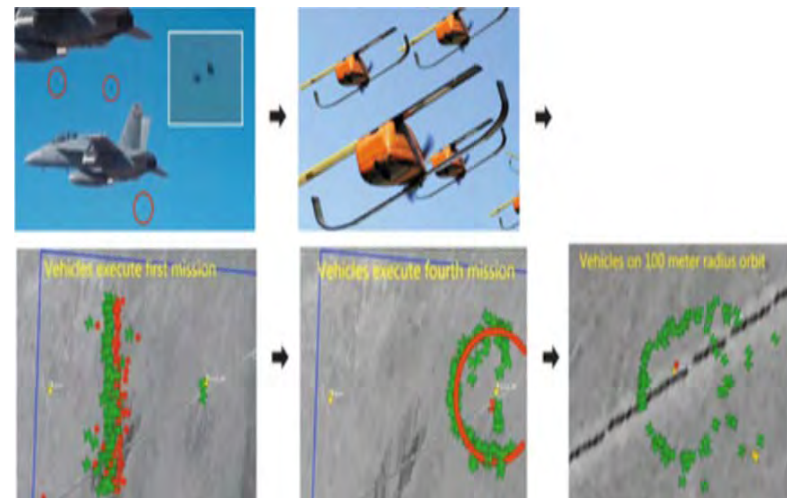 Vehicles execute first mission
Vehicles execute fourth mission
Vehicles on 100 meter radius orbit